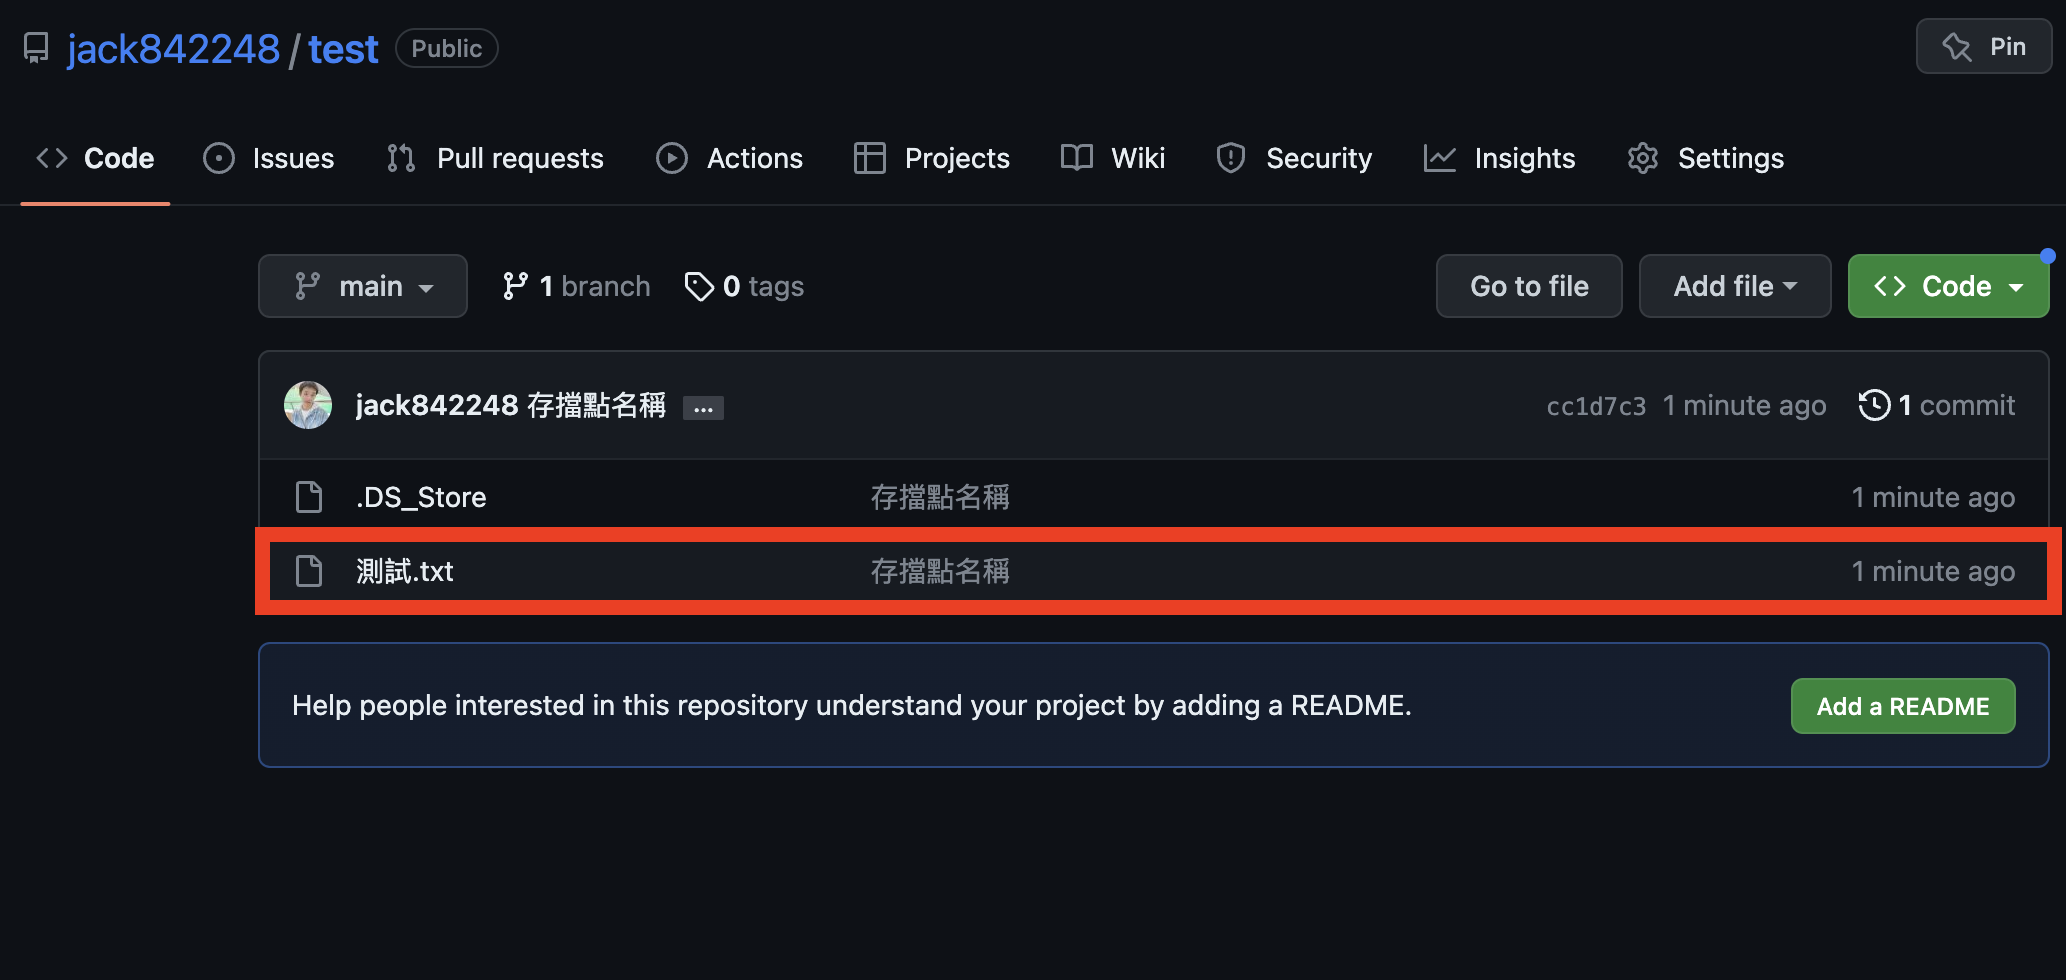 jack842248 / test Public
Pin
Code Issues Pull requests Actions Projects Wiki Security Insights Settings
main 1 branch 0 tags Go to file Add file Code
jack842248 存擋點名稱 ... cc1d7c3 1 minute ago 1 commit
.DS_Store 存擋點名稱 1 minute ago
測試.txt 存擋點名稱 1 minute ago
Help people interested in this repository understand your project by adding a README. Add a README